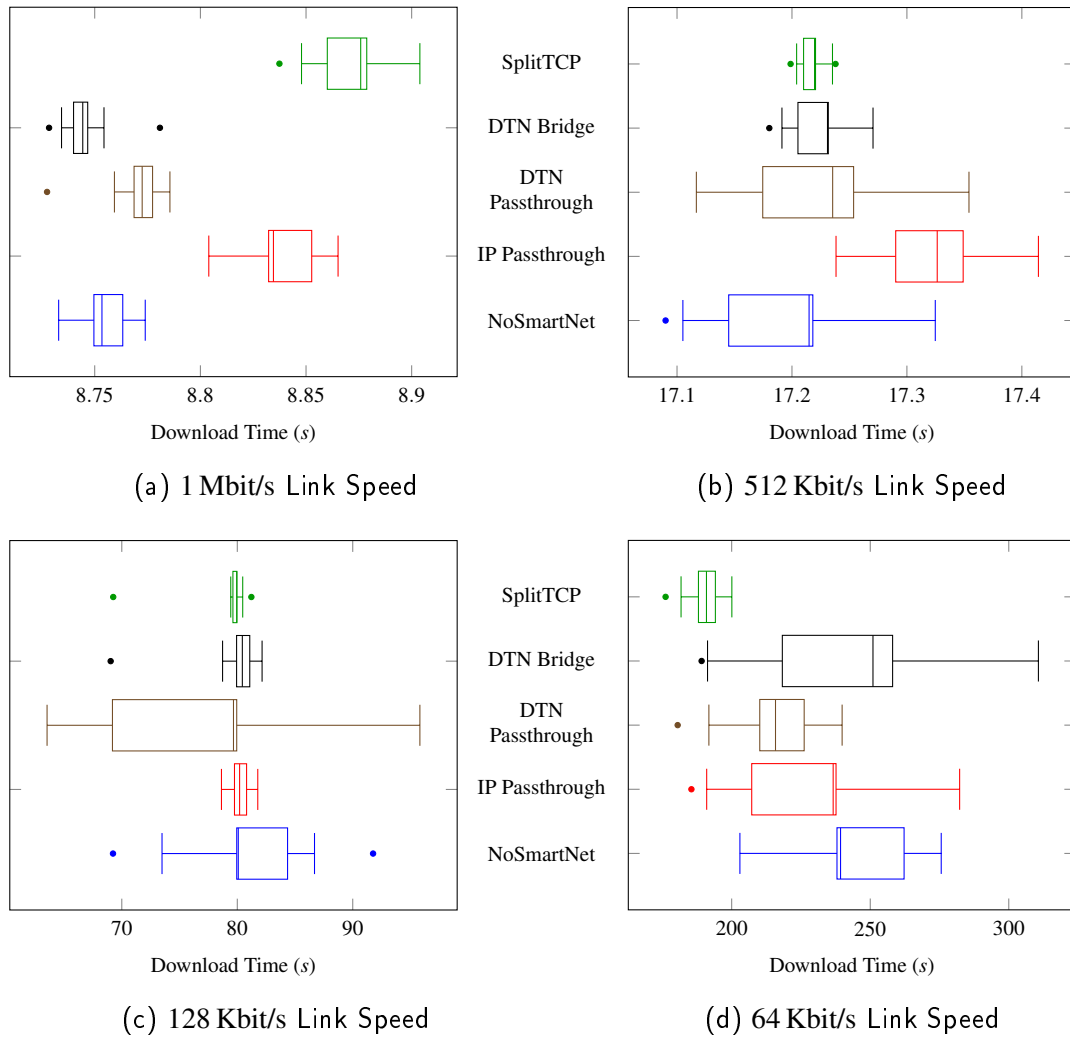 SplitTCP
DTN Bridge
DTN
Passthrough
IP Passthrough
NoSmartNet
8.75 8.8 8.85 8.9
Download Time (s)
(a) 1 Mbit/s Link Speed
17.1 17.2 17.3 17.4
Download Time (s)
(b) 512 Kbit/s Link Speed
SplitTCP
DTN Bridge
DTN
Passthrough
IP Passthrough
NoSmartNet
70 80 90
Download Time (s)
(c) 128 Kbit/s Link Speed
200 250 300
Download Time (s)
(d) 64 Kbit/s Link Speed